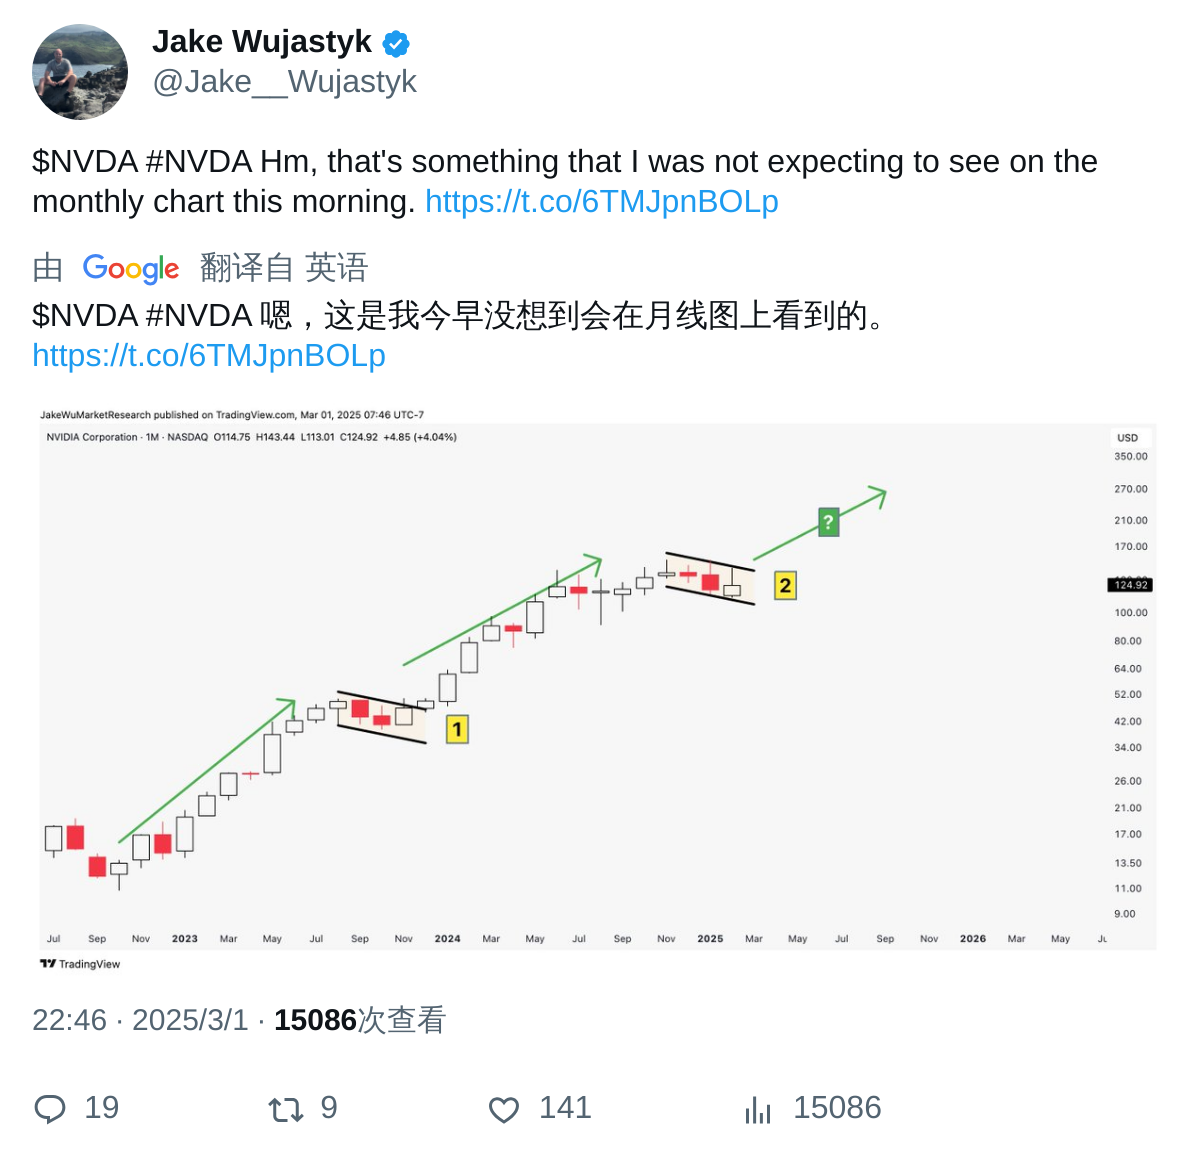 Jake Wujastyk
@Jake__Wujastyk
$NVDA #NVDA Hm, that's something that I was not expecting to see on the
monthly chart this morning. https://t.co/6TMJpnBOLp
由 Google 翻译自 英语
$NVDA #NVDA 嗯，这是我今早没想到会在月线图上看到的。
https://t.co/6TMJpnBOLp
JakeWuMarketResearch published on TradingView.com, Mar 01, 2025 07:46 UTC-7
NVIDIA Corporation · 1M · NASDAQ O114.75 H143.44 L113.01 C124.92 +4.85 (+4.04%)
USD
350.00
270.00
210.00
170.00
124.92
100.00
80.00
64.00
52.00
42.00
34.00
26.00
21.00
17.00
13.50
11.00
9.00
?
2
1
Jul Sep Nov 2023 Mar May Jul Sep Nov 2024 Mar May Jul Sep Nov 2025 Mar May Jul Sep Nov 2026 Mar May
TradingView
22:46 · 2025/3/1 · 15086次查看
19 9 141 15086